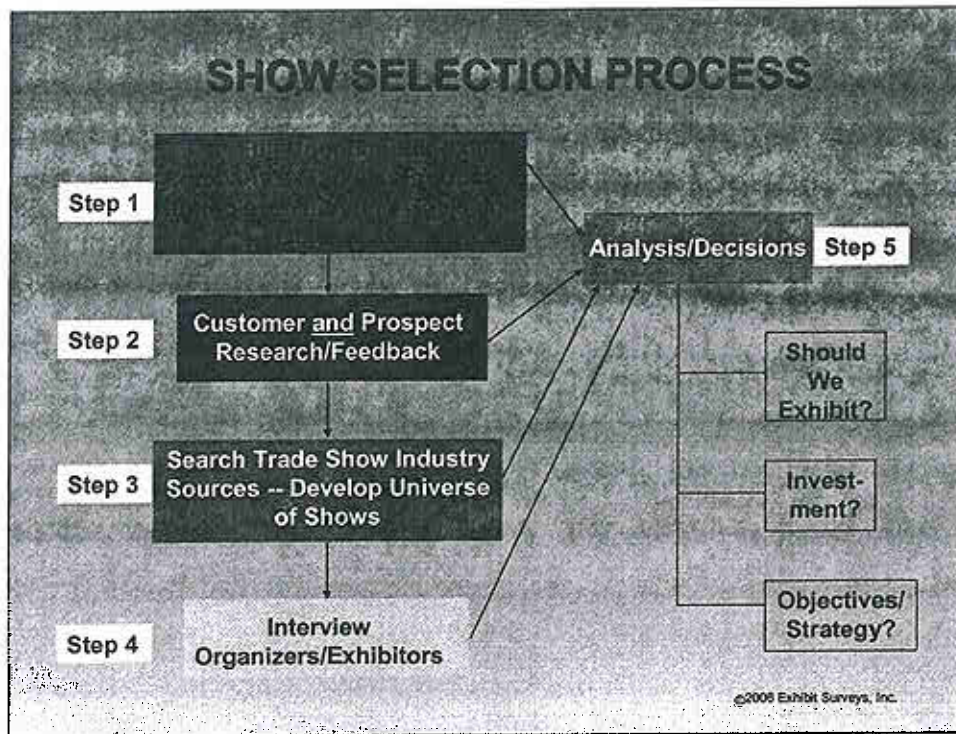 SHOW SELECTION PROCESS
Step 1
Step 2
Customer and Prospect
Research/Feedback
Step 3
Search Trade Show Industry
Sources -- Develop Universe
of Shows
Step 4
Interview
Organizers/Exhibitors
Analysis/Decisions
Step 5
Should
We
Exhibit?
Invest-
ment?
Objectives/
Strategy?
©2006 Exhibit Surveys, Inc.